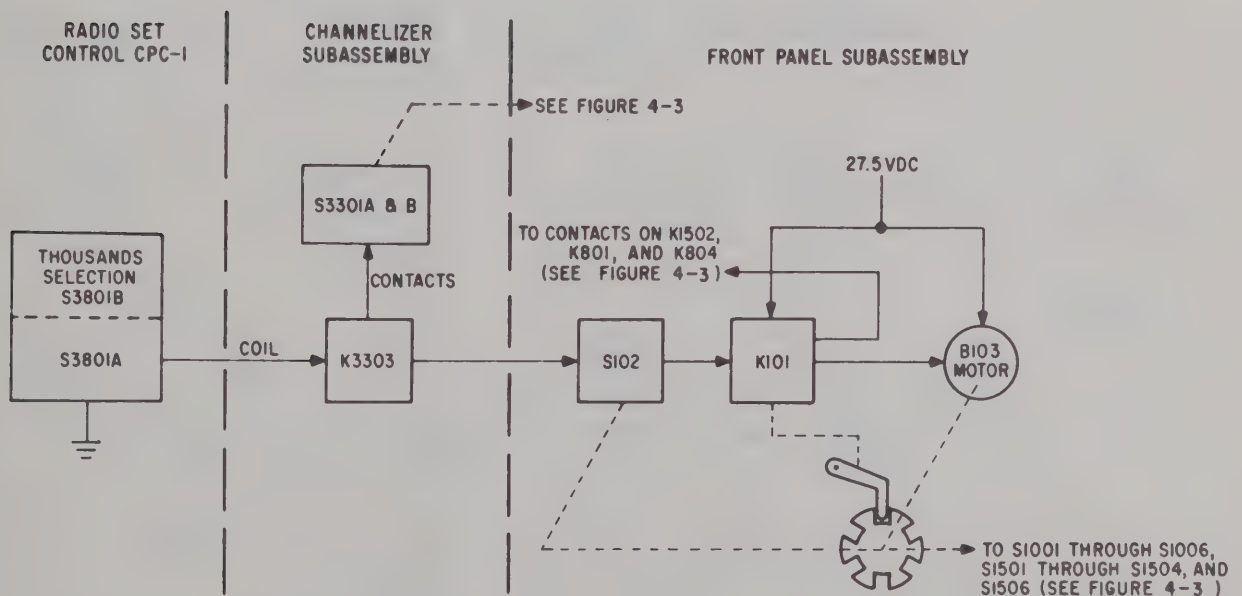 RADIO SET
CONTROL CPC-1
CHANNELIZER
SUBASSEMBLY
FRONT PANEL SUBASSEMBLY
SEE FIGURE 4-3
27.5 VDC
S3301A & B
TO CONTACTS ON K1502,
K801, AND K804
(SEE FIGURE 4-3)
THOUSANDS
SELECTION
S3801B
CONTACTS
S3801A
COIL
K3303
S102
K101
B103
MOTOR
TO S1001 THROUGH S1006,
S1501 THROUGH S1504, AND
S1506 (SEE FIGURE 4-3)